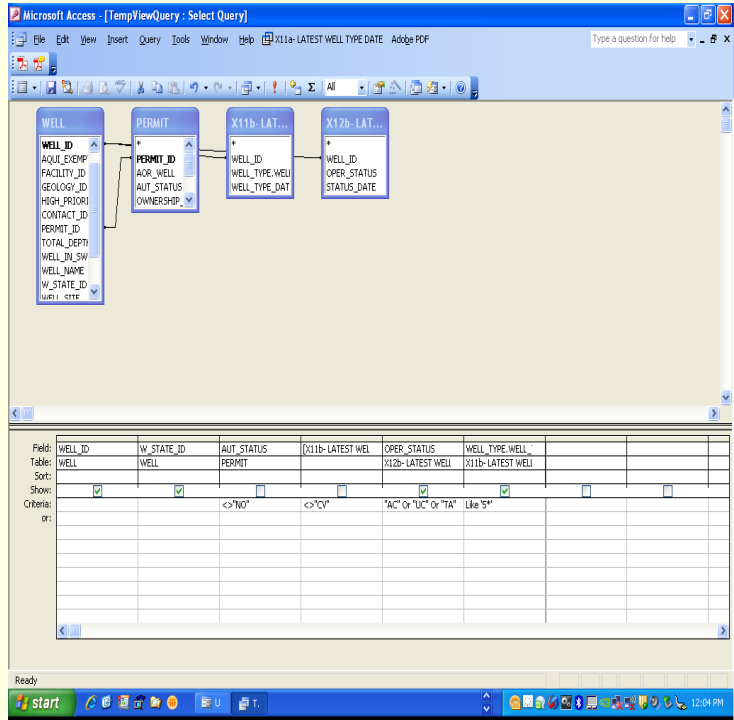 Microsoft Access - [TempViewQuery : Select Query]
File Edit View Insert Query Tools Window Help X11a- LATEST WELL TYPE DATE Adobe PDF Type a question for help
All
WELL PERMIT X11b- LAT... X12b- LAT...
WELL_ID
AQUI_EXEMP
FACILITY_ID
GEOLOGY_ID
HIGH_PRIORI
CONTACT_ID
PERMIT_ID
TOTAL_DEPTH
WELL_IN_SW
WELL_NAME
W_STATE_ID
WELL_SITE
*
PERMIT_ID
AOR_WELL
AUT_STATUS
OWNERSHIP_
*
WELL_ID
WELL_TYPE.WELL
WELL_TYPE_DAT
*
WELL_ID
OPER_STATUS
STATUS_DATE
Field: WELL_ID W_STATE_ID AUT_STATUS [X11b- LATEST WEL OPER_STATUS WELL_TYPE.WELL_
Table: WELL WELL PERMIT X12b- LATEST WELL X11b- LATEST WELL
Sort:
Show:
Criteria: <>"NO" <>"CV" "AC" Or "UC" Or "TA" Like '5*'
or:
Ready
start U T. 12:04 PM